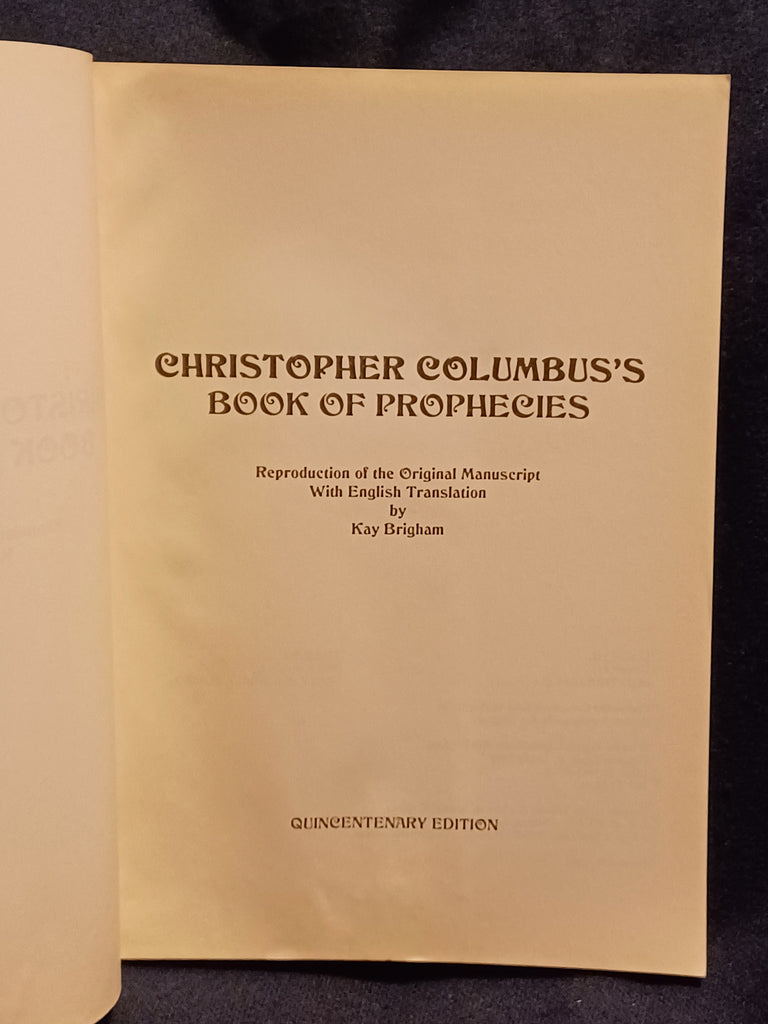 CHRISTOPHER COLUMBUS'S
BOOK OF PROPHECIES
Reproduction of the Original Manuscript
With English Translation
by
Kay Brigham
QUINCENTENARY EDITION